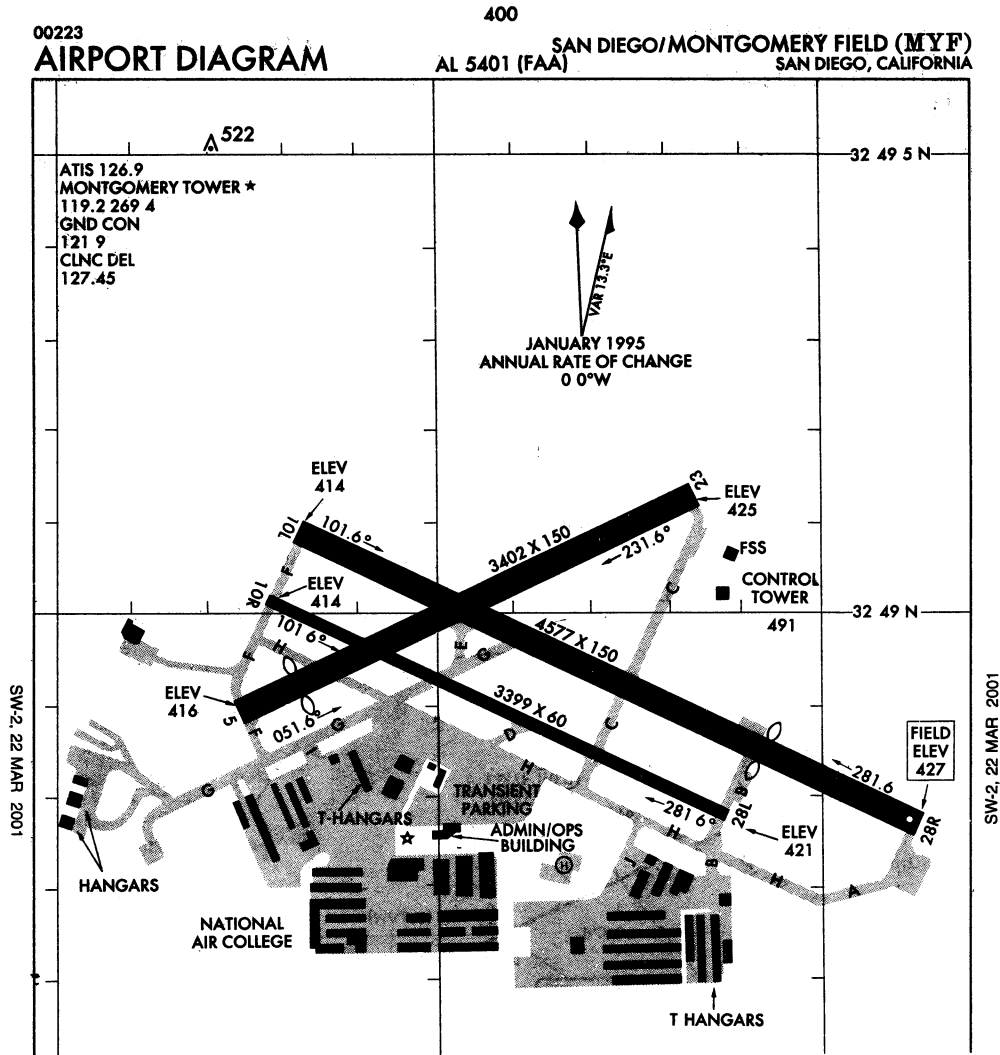 400
00223
AIRPORT DIAGRAM
AL 5401 (FAA)
SAN DIEGO/MONTGOMERY FIELD (MYF)
SAN DIEGO, CALIFORNIA
522
32 49 5 N
ATIS 126.9
MONTGOMERY TOWER ★
119.2 269 4
GND CON
121 9
CLNC DEL
127.45
VAR 13.3°E
JANUARY 1995
ANNUAL RATE OF CHANGE
0 0°W
ELEV
414
10L
101.6°
3402 X 150
231.6°
23
ELEV
425
FSS
CONTROL
TOWER
491
32 49 N
F
10R
ELEV
414
101 6°
H
F
E
G
4577 X 150
C
ELEV
416
5
F
051.6°
G
3399 X 60
D
H
C
FIELD
ELEV
427
281.6
28R
B
281 6°
28L
ELEV
421
H
B
J
H
A
G
T-HANGARS
TRANSIENT
PARKING
ADMIN/OPS
BUILDING
H
HANGARS
NATIONAL
AIR COLLEGE
T HANGARS
SW-2, 22 MAR 2001
SW-2, 22 MAR 2001